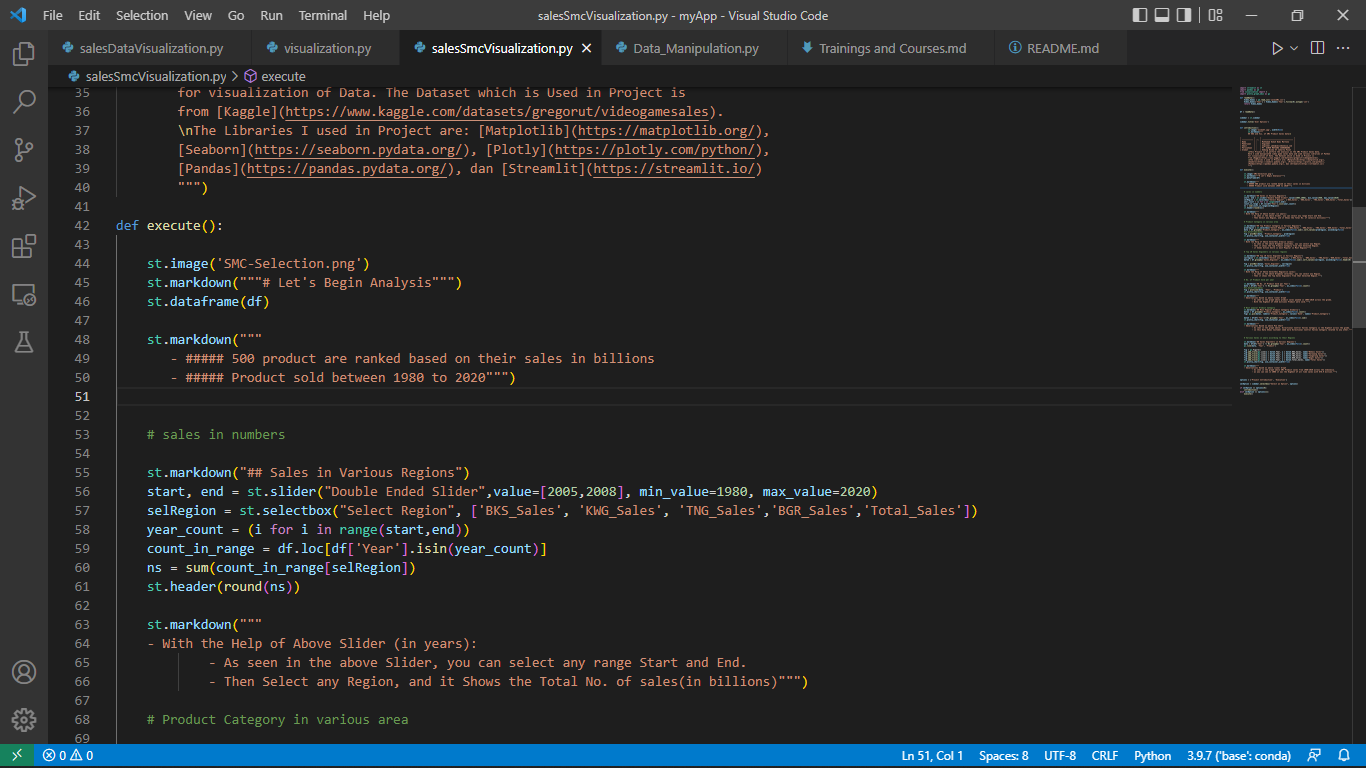 File Edit Selection View Go Run Terminal Help salesSmcVisualization.py - myApp - Visual Studio Code
salesDataVisualization.py visualization.py salesSmcVisualization.py Data_Manipulation.py Trainings and Courses.md README.md
salesSmcVisualization.py > execute
35 for visualization of Data. The Dataset which is Used in Project is
36 from [Kaggle](https://www.kaggle.com/datasets/gregorut/videogamesales).
37 \nThe Libraries I used in Project are: [Matplotlib](https://matplotlib.org/),
38 [Seaborn](https://seaborn.pydata.org/), [Plotly](https://plotly.com/python/),
39 [Pandas](https://pandas.pydata.org/), dan [Streamlit](https://streamlit.io/)
40 """)
41
42 def execute():
43
44 st.image('SMC-Selection.png')
45 st.markdown("""# Let's Begin Analysis""")
46 st.dataframe(df)
47
48 st.markdown("""
49 - ##### 500 product are ranked based on their sales in billions
50 - ##### Product sold between 1980 to 2020""")
51
52
53 # sales in numbers
54
55 st.markdown("## Sales in Various Regions")
56 start, end = st.slider("Double Ended Slider",value=[2005,2008], min_value=1980, max_value=2020)
57 selRegion = st.selectbox("Select Region", ['BKS_Sales', 'KWG_Sales', 'TNG_Sales','BGR_Sales','Total_Sales'])
58 year_count = (i for i in range(start,end))
59 count_in_range = df.loc[df['Year'].isin(year_count)]
60 ns = sum(count_in_range[selRegion])
61 st.header(round(ns))
62
63 st.markdown("""
64 - With the Help of Above Slider (in years):
65 - As seen in the above Slider, you can select any range Start and End.
66 - Then Select any Region, and it Shows the Total No. of sales(in billions)""")
67
68 # Product Category in various area
69
0 0 Ln 51, Col 1 Spaces: 8 UTF-8 CRLF Python 3.9.7 ('base': conda)